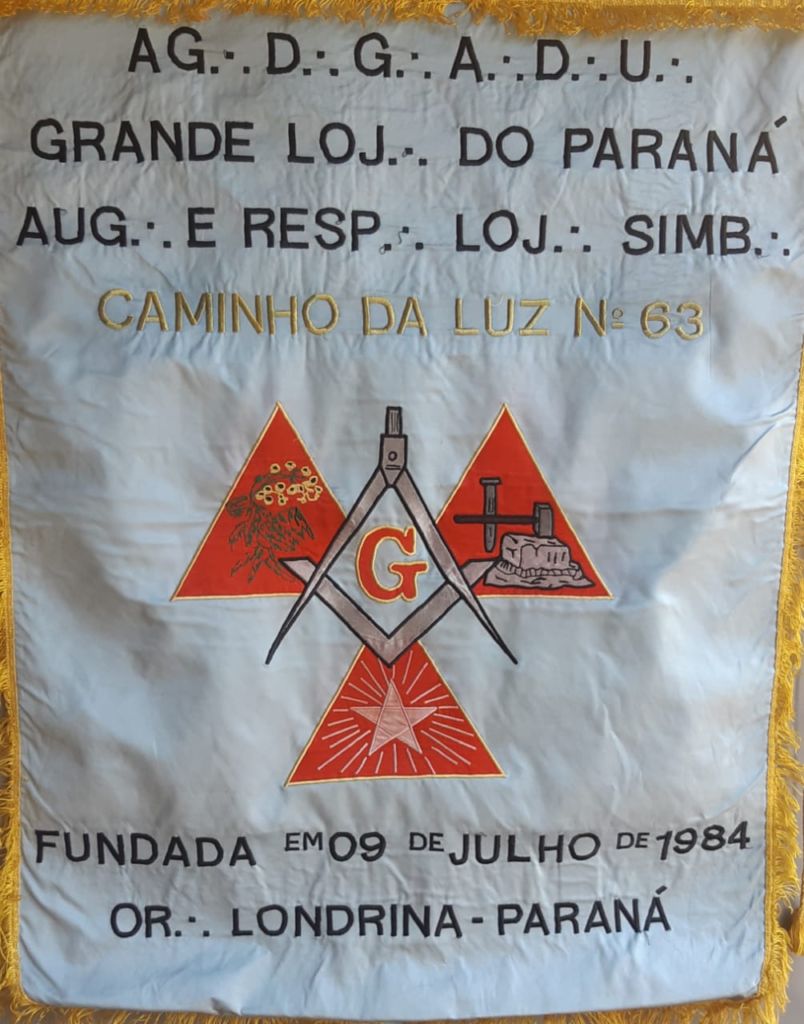 AG.·. D.·. G.·. A.·. D.·. U.·.
GRANDE LOJ.·. DO PARANÁ
AUG.·. E RESP.·. LOJ.·. SIMB.·.
CAMINHO DA LUZ Nº 63
G
FUNDADA EM 09 DE JULHO DE 1984
OR.·. LONDRINA - PARANÁ